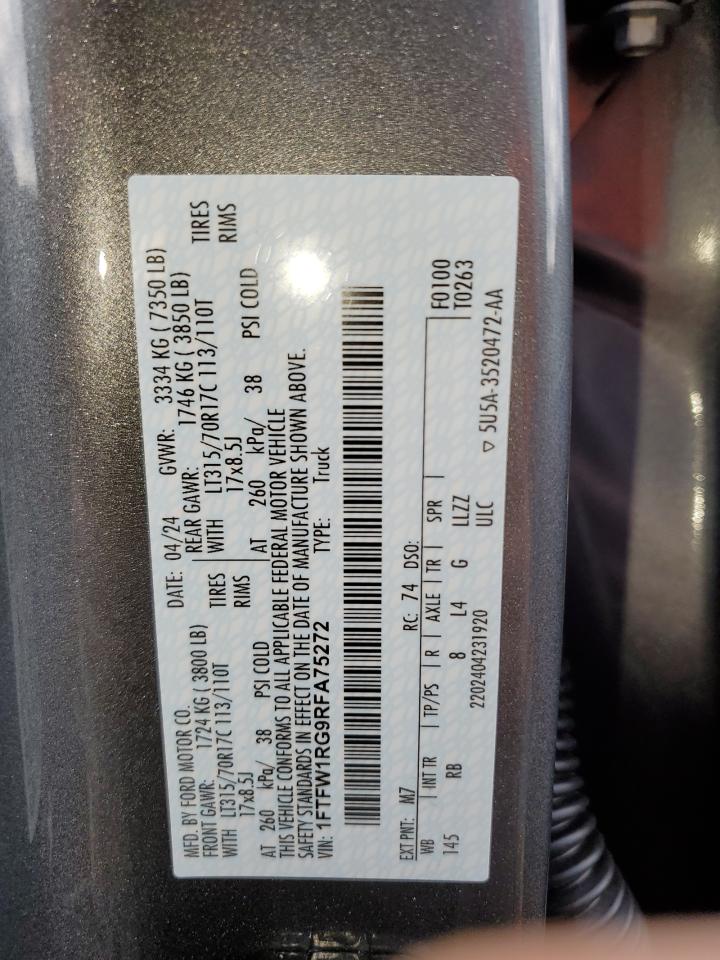 MFD. BY FORD MOTOR CO.
DATE: 04/24 GVWR: 3334 KG ( 7350 LB)
FRONT GAWR: 1724 KG ( 3800 LB)
REAR GAWR: 1746 KG ( 3850 LB)
WITH LT315/70R17C 113/110T TIRES
WITH LT315/70R17C 113/110T TIRES
17x8.5J RIMS
17x8.5J RIMS
AT 260 kPa/ 38 PSI COLD
AT 260 kPa/ 38 PSI COLD
THIS VEHICLE CONFORMS TO ALL APPLICABLE FEDERAL MOTOR VEHICLE
SAFETY STANDARDS IN EFFECT ON THE DATE OF MANUFACTURE SHOWN ABOVE.
VIN: 1FTFW1RG9RFA75272 TYPE: Truck
EXT PNT: M7 RC: 74 DSO: F0100
WB INT TR TP/PS R AXLE TR SPR T0263
145 RB 8 L4 G LLZZ
2202404231920 ULC ▽ 5U5A-3520472-AA